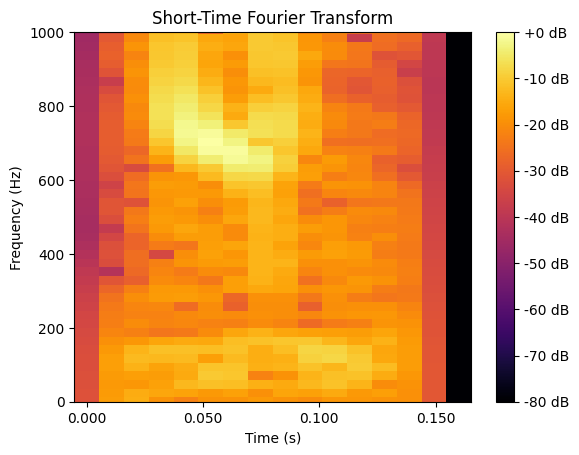 Short-Time Fourier Transform
1000
800
600
400
200
0
Frequency (Hz)
0.000
0.050
0.100
0.150
Time (s)
+0 dB
-10 dB
-20 dB
-30 dB
-40 dB
-50 dB
-60 dB
-70 dB
-80 dB